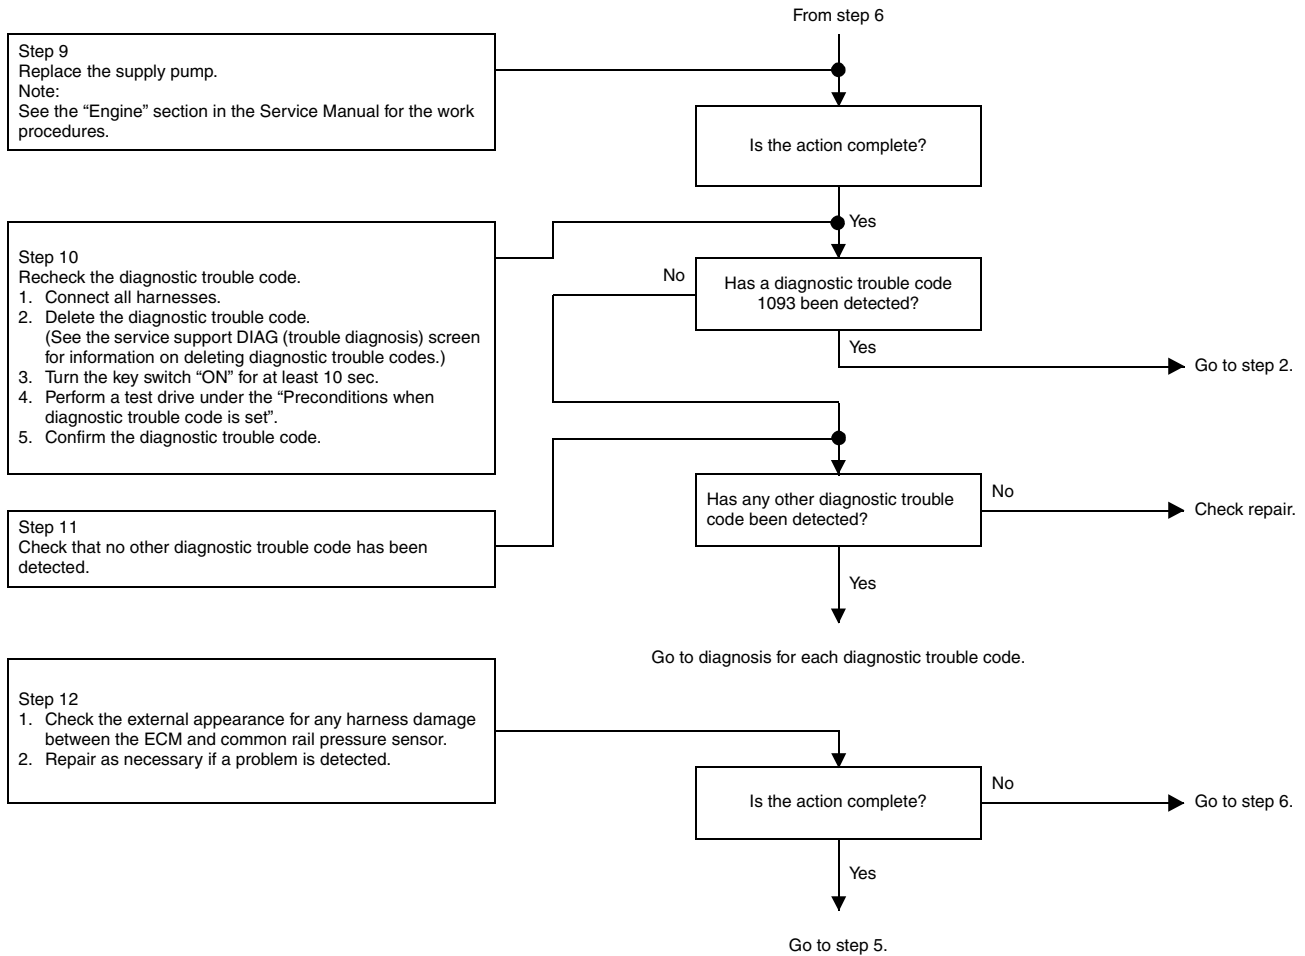 From step 6
Step 9
Replace the supply pump.
Note:
See the “Engine” section in the Service Manual for the work
procedures.
Is the action complete?
Yes
Step 10
Recheck the diagnostic trouble code.
1. Connect all harnesses.
2. Delete the diagnostic trouble code.
(See the service support DIAG (trouble diagnosis) screen
for information on deleting diagnostic trouble codes.)
3. Turn the key switch “ON” for at least 10 sec.
4. Perform a test drive under the “Preconditions when
diagnostic trouble code is set”.
5. Confirm the diagnostic trouble code.
No
Has a diagnostic trouble code
1093 been detected?
Yes
Go to step 2.
Step 11
Check that no other diagnostic trouble code has been
detected.
Has any other diagnostic trouble
code been detected?
No
Check repair.
Yes
Go to diagnosis for each diagnostic trouble code.
Step 12
1. Check the external appearance for any harness damage
between the ECM and common rail pressure sensor.
2. Repair as necessary if a problem is detected.
Is the action complete?
No
Go to step 6.
Yes
Go to step 5.